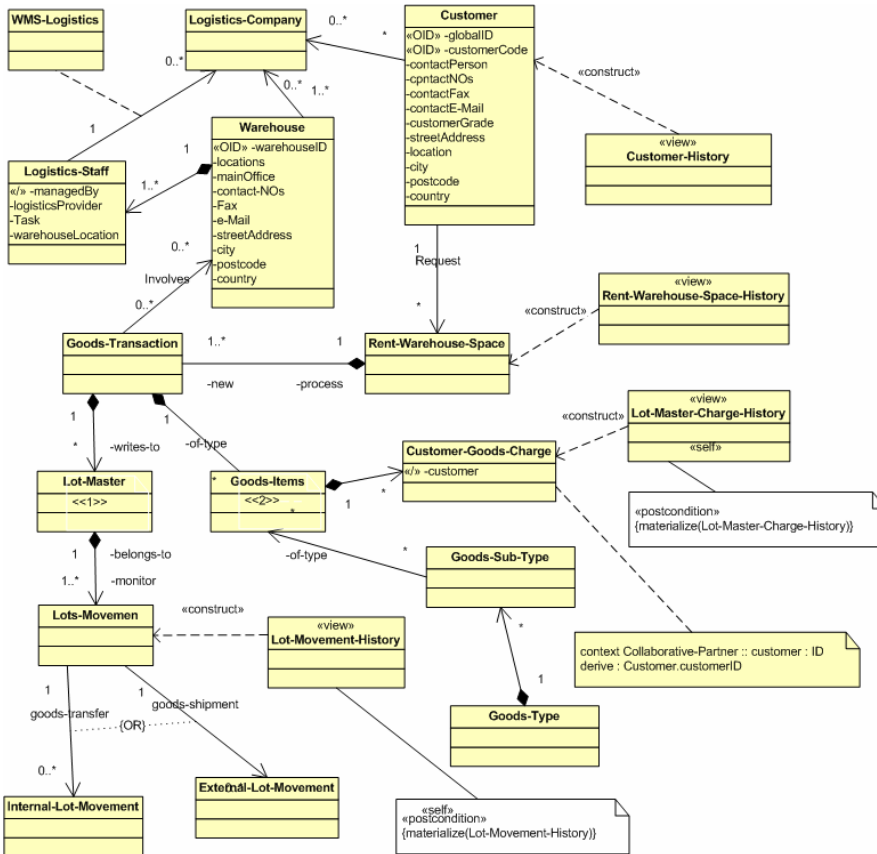 WMS-Logistics
Logistics-Company
0..*
*
0..*
0..*
1..*
1
Customer
«OID» -globalID
«OID» -customerCode
-contactPerson
-cpntactNOs
-contactFax
-contactE-Mail
-customerGrade
-streetAddress
-location
-city
-postcode
-country
«construct»
«view»
Customer-History
Warehouse
«OID» -warehouseID
-locations
-mainOffice
-contact-NOs
-Fax
-e-Mail
-streetAddress
-city
-postcode
-country
1
1..*
Logistics-Staff
«/» -managedBy
-logisticsProvider
-Task
-warehouseLocation
0..*
Involves
0..*
1
Request
*
«view»
Rent-Warehouse-Space-History
«construct»
Goods-Transaction
1..*
1
-new
-process
Rent-Warehouse-Space
1
*
-writes-to
1
-of-type
*
«view»
Lot-Master-Charge-History
«self»
«construct»
Customer-Goods-Charge
«/» -customer
Lot-Master
<<1>>
Goods-Items
<<2>>
*
1
*
«postcondition»
{materialize(Lot-Master-Charge-History)}
1
-belongs-to
1..*
-monitor
-of-type
*
Goods-Sub-Type
Lots-Movemen
«construct»
«view»
Lot-Movement-History
*
1
context Collaborative-Partner :: customer : ID
derive : Customer.customerID
Goods-Type
1
goods-transfer
1
goods-shipment
{OR}
0..*
0..*
Internal-Lot-Movement
External-Lot-Movement
«self»
«postcondition»
{materialize(Lot-Movement-History)}